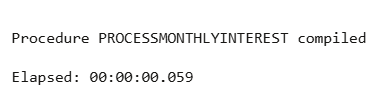 Procedure PROCESSMONTHLYINTEREST compiled
Elapsed: 00:00:00.059